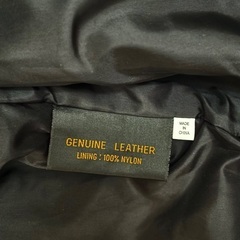 GENUINE LEATHER
LINING : 100% NYLON
MADE
IN
CHINA